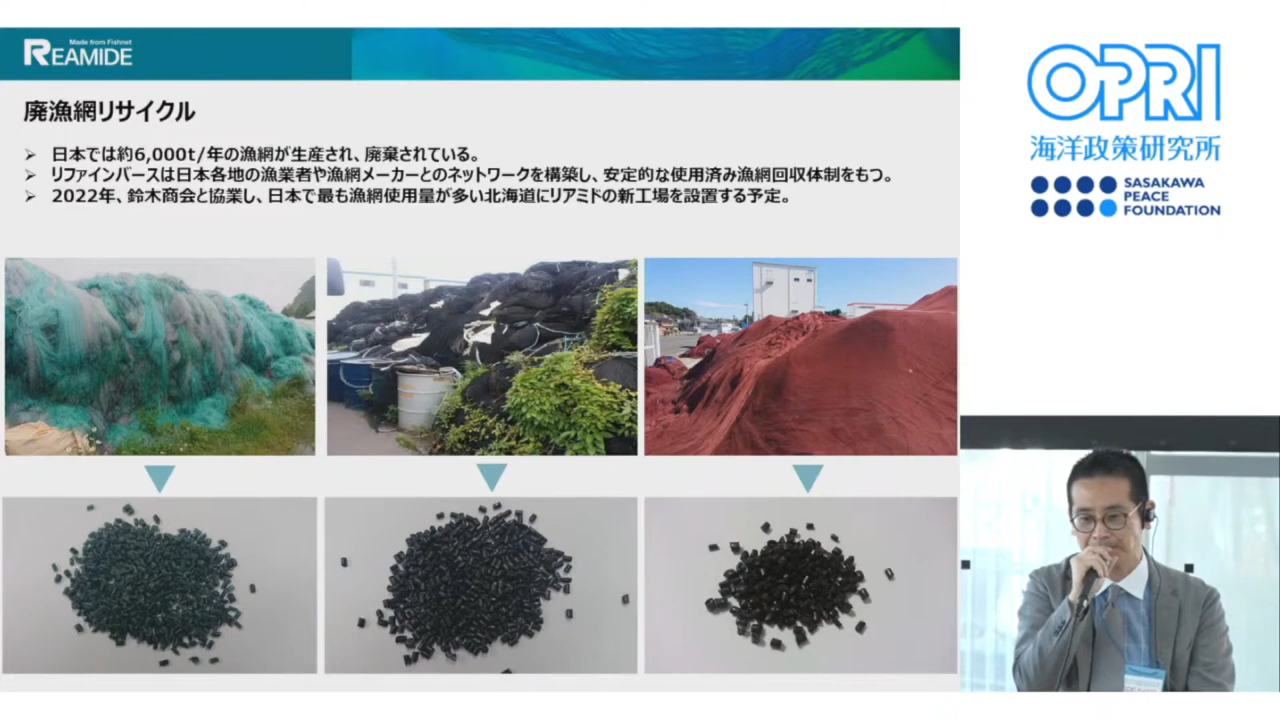 Made from Fishnet
REAMIDE
廃漁網リサイクル
➢ 日本では約6,000t/年の漁網が生産され、廃棄されている。
➢ リファインバースは日本各地の漁業者や漁網メーカーとのネットワークを構築し、安定的な使用済み漁網回収体制をもつ。
➢ 2022年、鈴木商会と協業し、日本で最も漁網使用量が多い北海道にリアミドの新工場を設置する予定。
OPRI
海洋政策研究所
SASAKAWA
PEACE
FOUNDATION